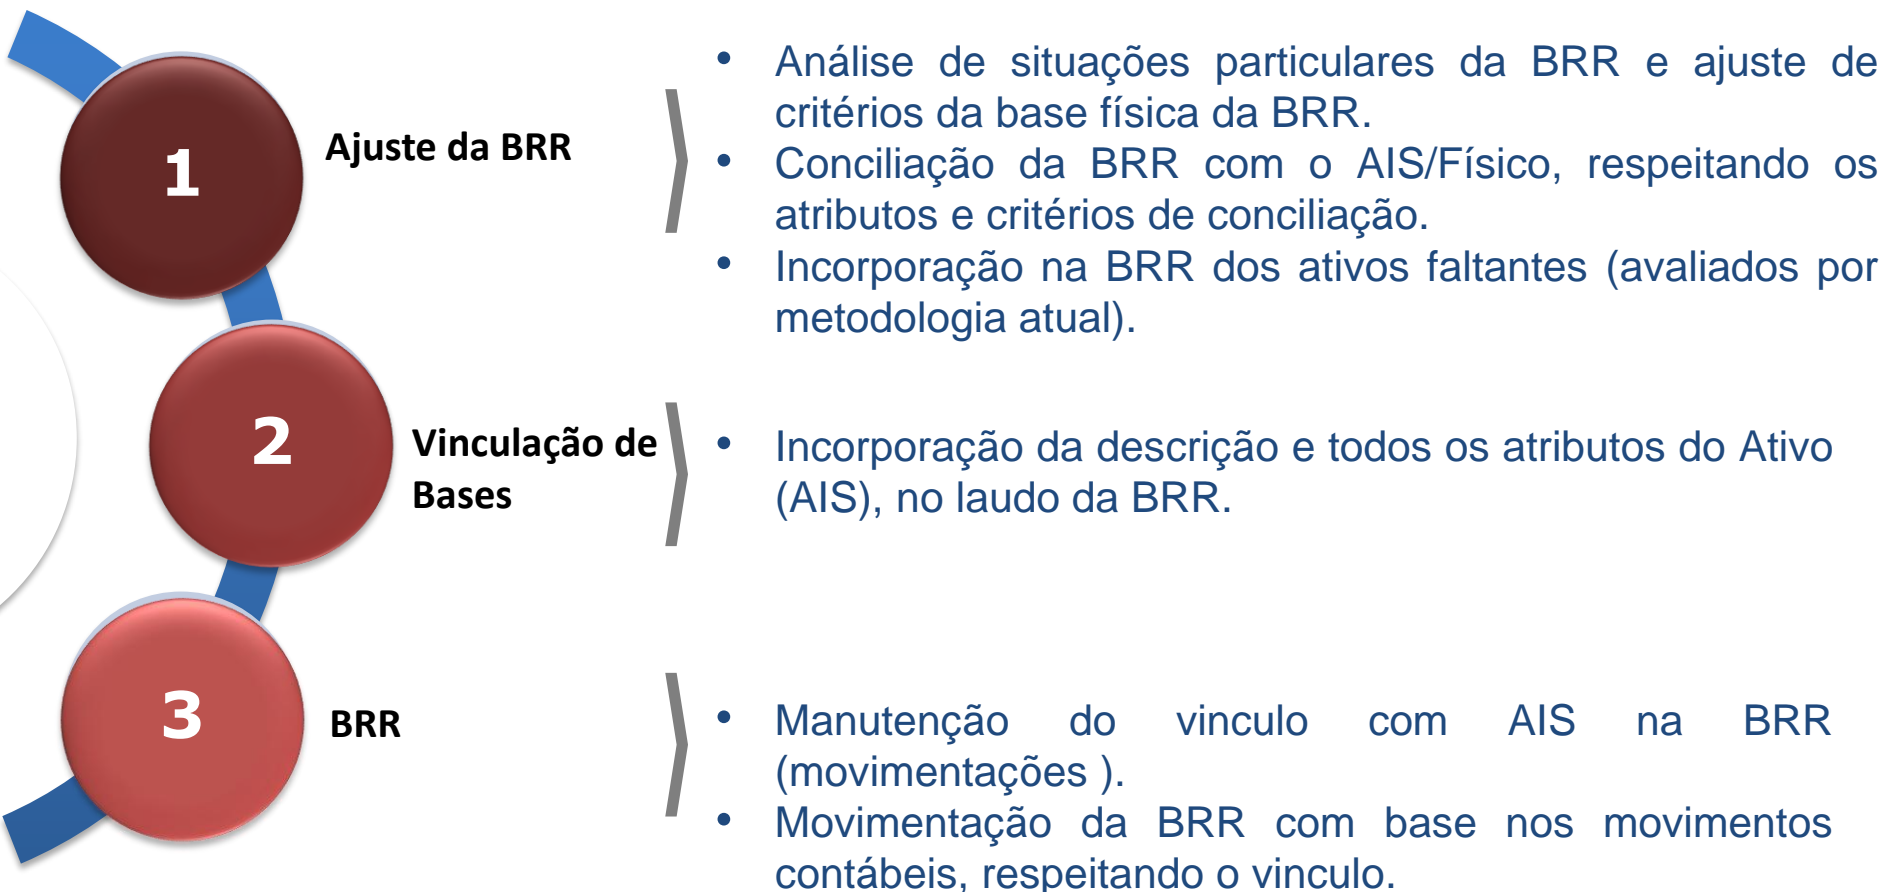 1
Ajuste da BRR
• Análise de situações particulares da BRR e ajuste de
critérios da base física da BRR.
• Conciliação da BRR com o AIS/Físico, respeitando os
atributos e critérios de conciliação.
• Incorporação na BRR dos ativos faltantes (avaliados por
metodologia atual).
2
Vinculação de
Bases
• Incorporação da descrição e todos os atributos do Ativo
(AIS), no laudo da BRR.
3
BRR
• Manutenção do vinculo com AIS na BRR
(movimentações ).
• Movimentação da BRR com base nos movimentos
contábeis, respeitando o vinculo.